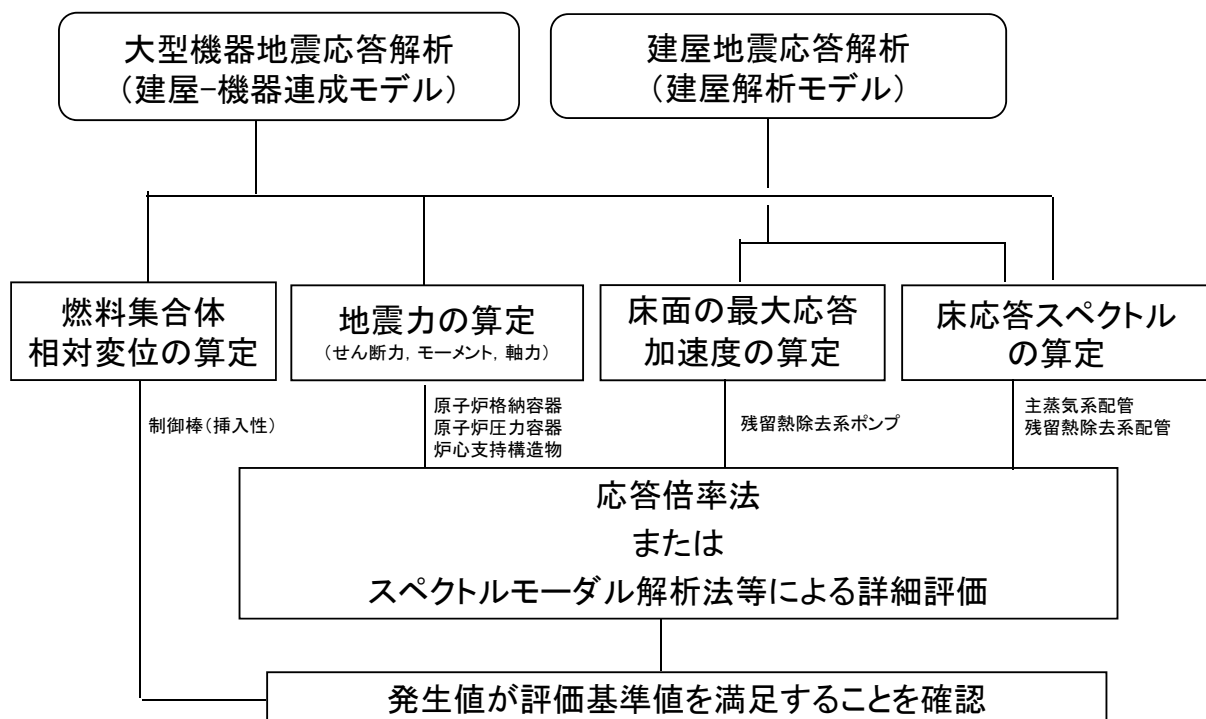 大型機器地震応答解析
（建屋-機器連成モデル）
建屋地震応答解析
（建屋解析モデル）
燃料集合体
相対変位の算定
地震力の算定
（せん断力, モーメント, 軸力）
床面の最大応答
加速度の算定
床応答スペクトル
の算定
制御棒（挿入性）
原子炉格納容器
原子炉圧力容器
炉心支持構造物
残留熱除去系ポンプ
主蒸気系配管
残留熱除去系配管
応答倍率法
または
スペクトルモーダル解析法等による詳細評価
発生値が評価基準値を満足することを確認